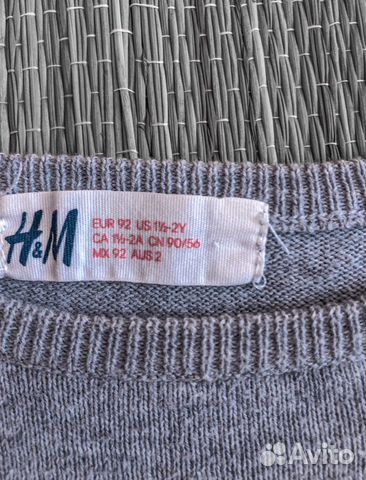 H&M
EUR 92 US 1½-2Y
CA 1½-2A CN 90/56
MX 92 AUS 2
Avito